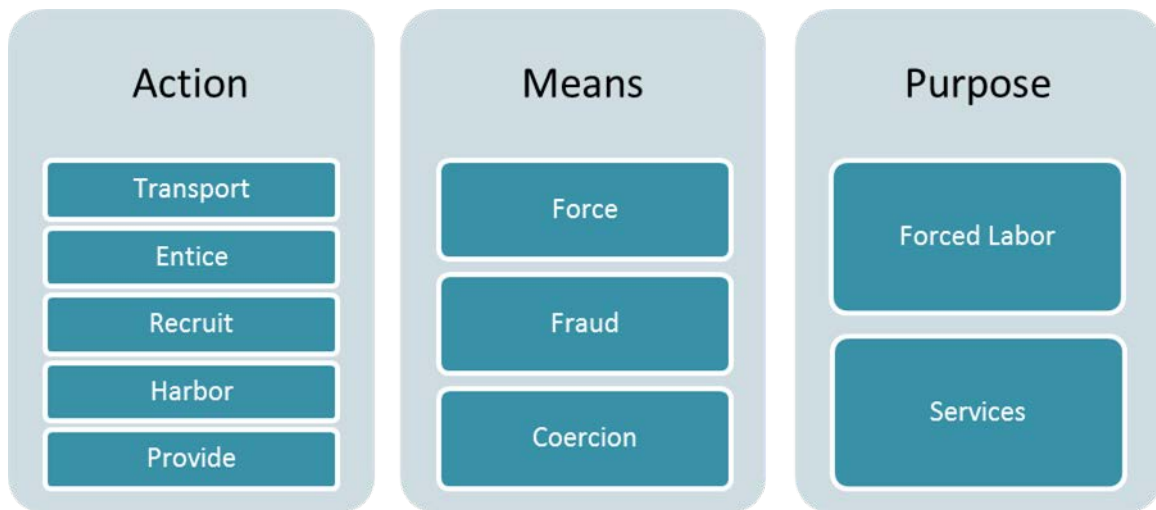 Action
Transport
Entice
Recruit
Harbor
Provide
Means
Force
Fraud
Coercion
Purpose
Forced Labor
Services